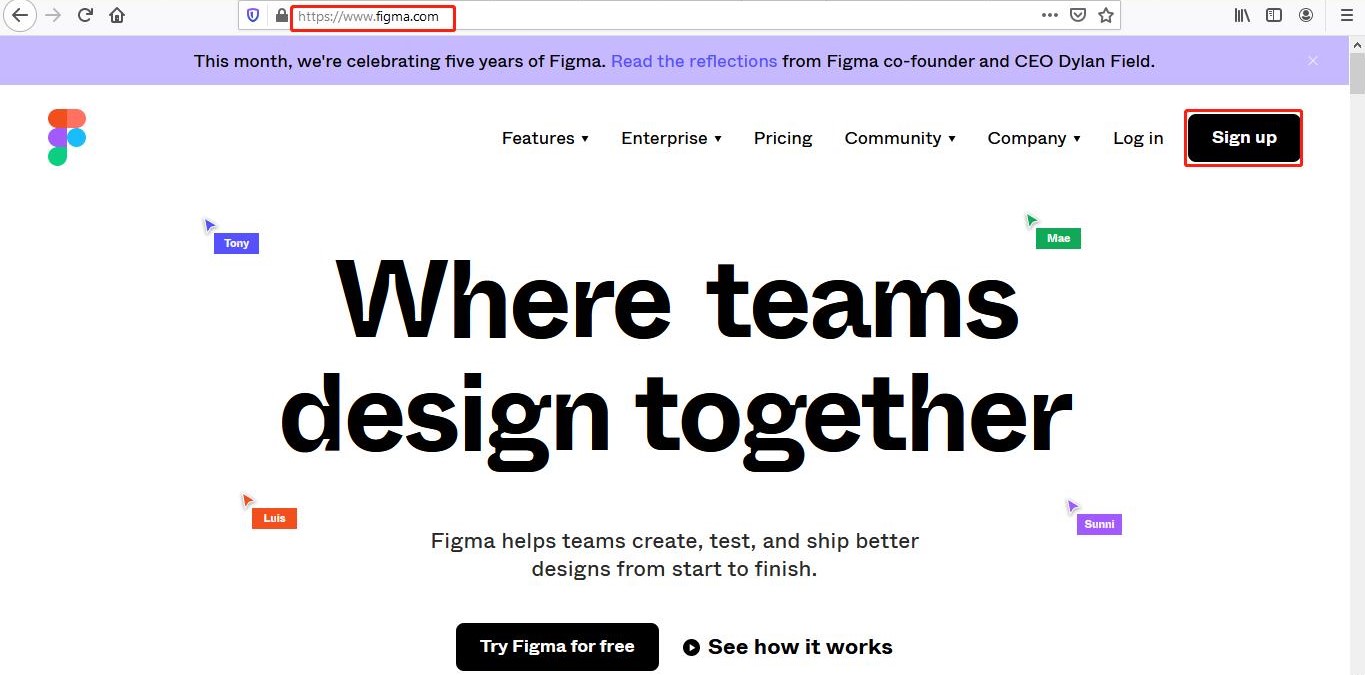 https://www.figma.com
This month, we're celebrating five years of Figma. Read the reflections from Figma co-founder and CEO Dylan Field.
Features Enterprise Pricing Community Company Log in Sign up
Tony
Mae
Where teams
design together
Luis
Sunni
Figma helps teams create, test, and ship better
designs from start to finish.
Try Figma for free See how it works